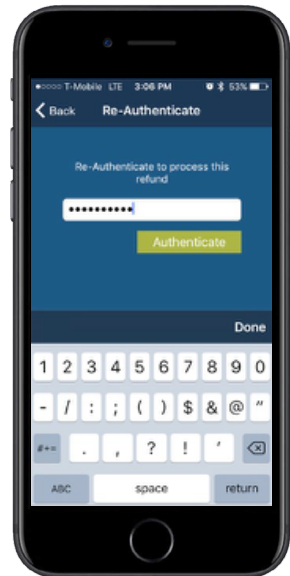 ●○○○○ T-Mobile LTE 3:06 PM 53%
Back Re-Authenticate
Re-Authenticate to process this
refund
••••••••••
Authenticate
Done
1 2 3 4 5 6 7 8 9 0
- / : ; ( ) $ & @ "
#+= . , ? ! '
ABC space return